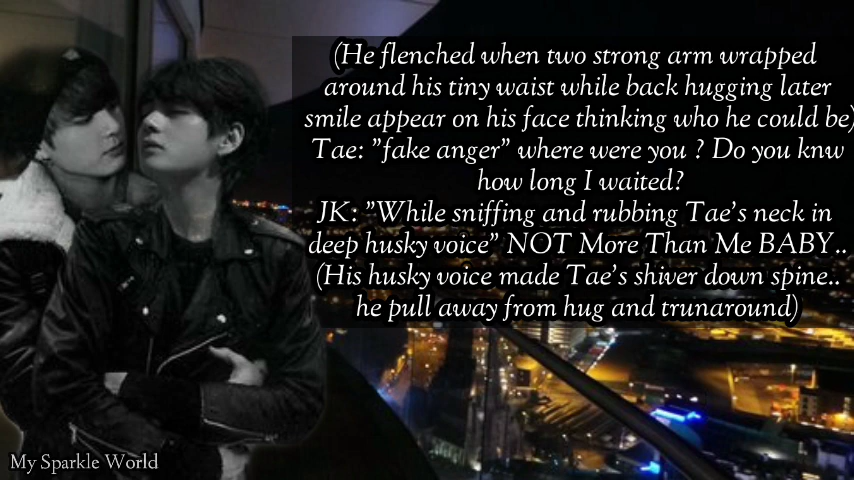 (He flenched when two strong arm wrapped
around his tiny waist while back hugging later
smile appear on his face thinking who he could be)
Tae: "fake anger" where were you ? Do you knw
how long I waited?
JK: "While sniffing and rubbing Tae's neck in
deep husky voice" NOT More Than Me BABY..
(His husky voice made Tae's shiver down spine..
he pull away from hug and trunaround)
My Sparkle World